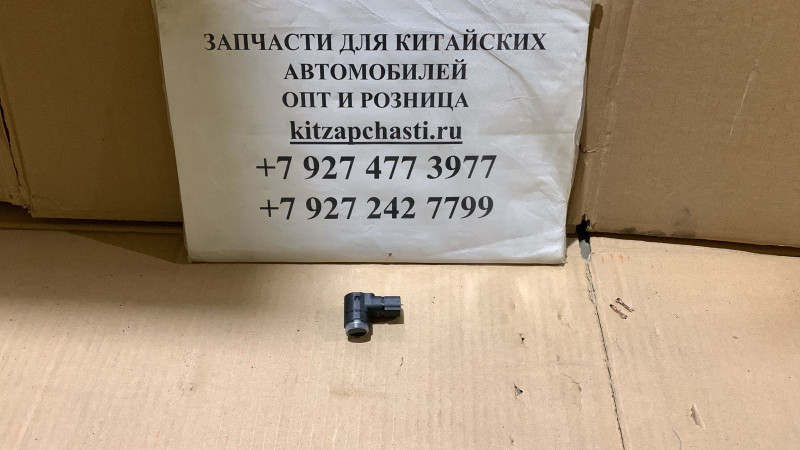 ЗАПЧАСТИ ДЛЯ КИТАЙСКИХ
АВТОМОБИЛЕЙ
ОПТ И РОЗНИЦА
kitzapchasti.ru
+7 927 477 3977
+7 927 242 7799